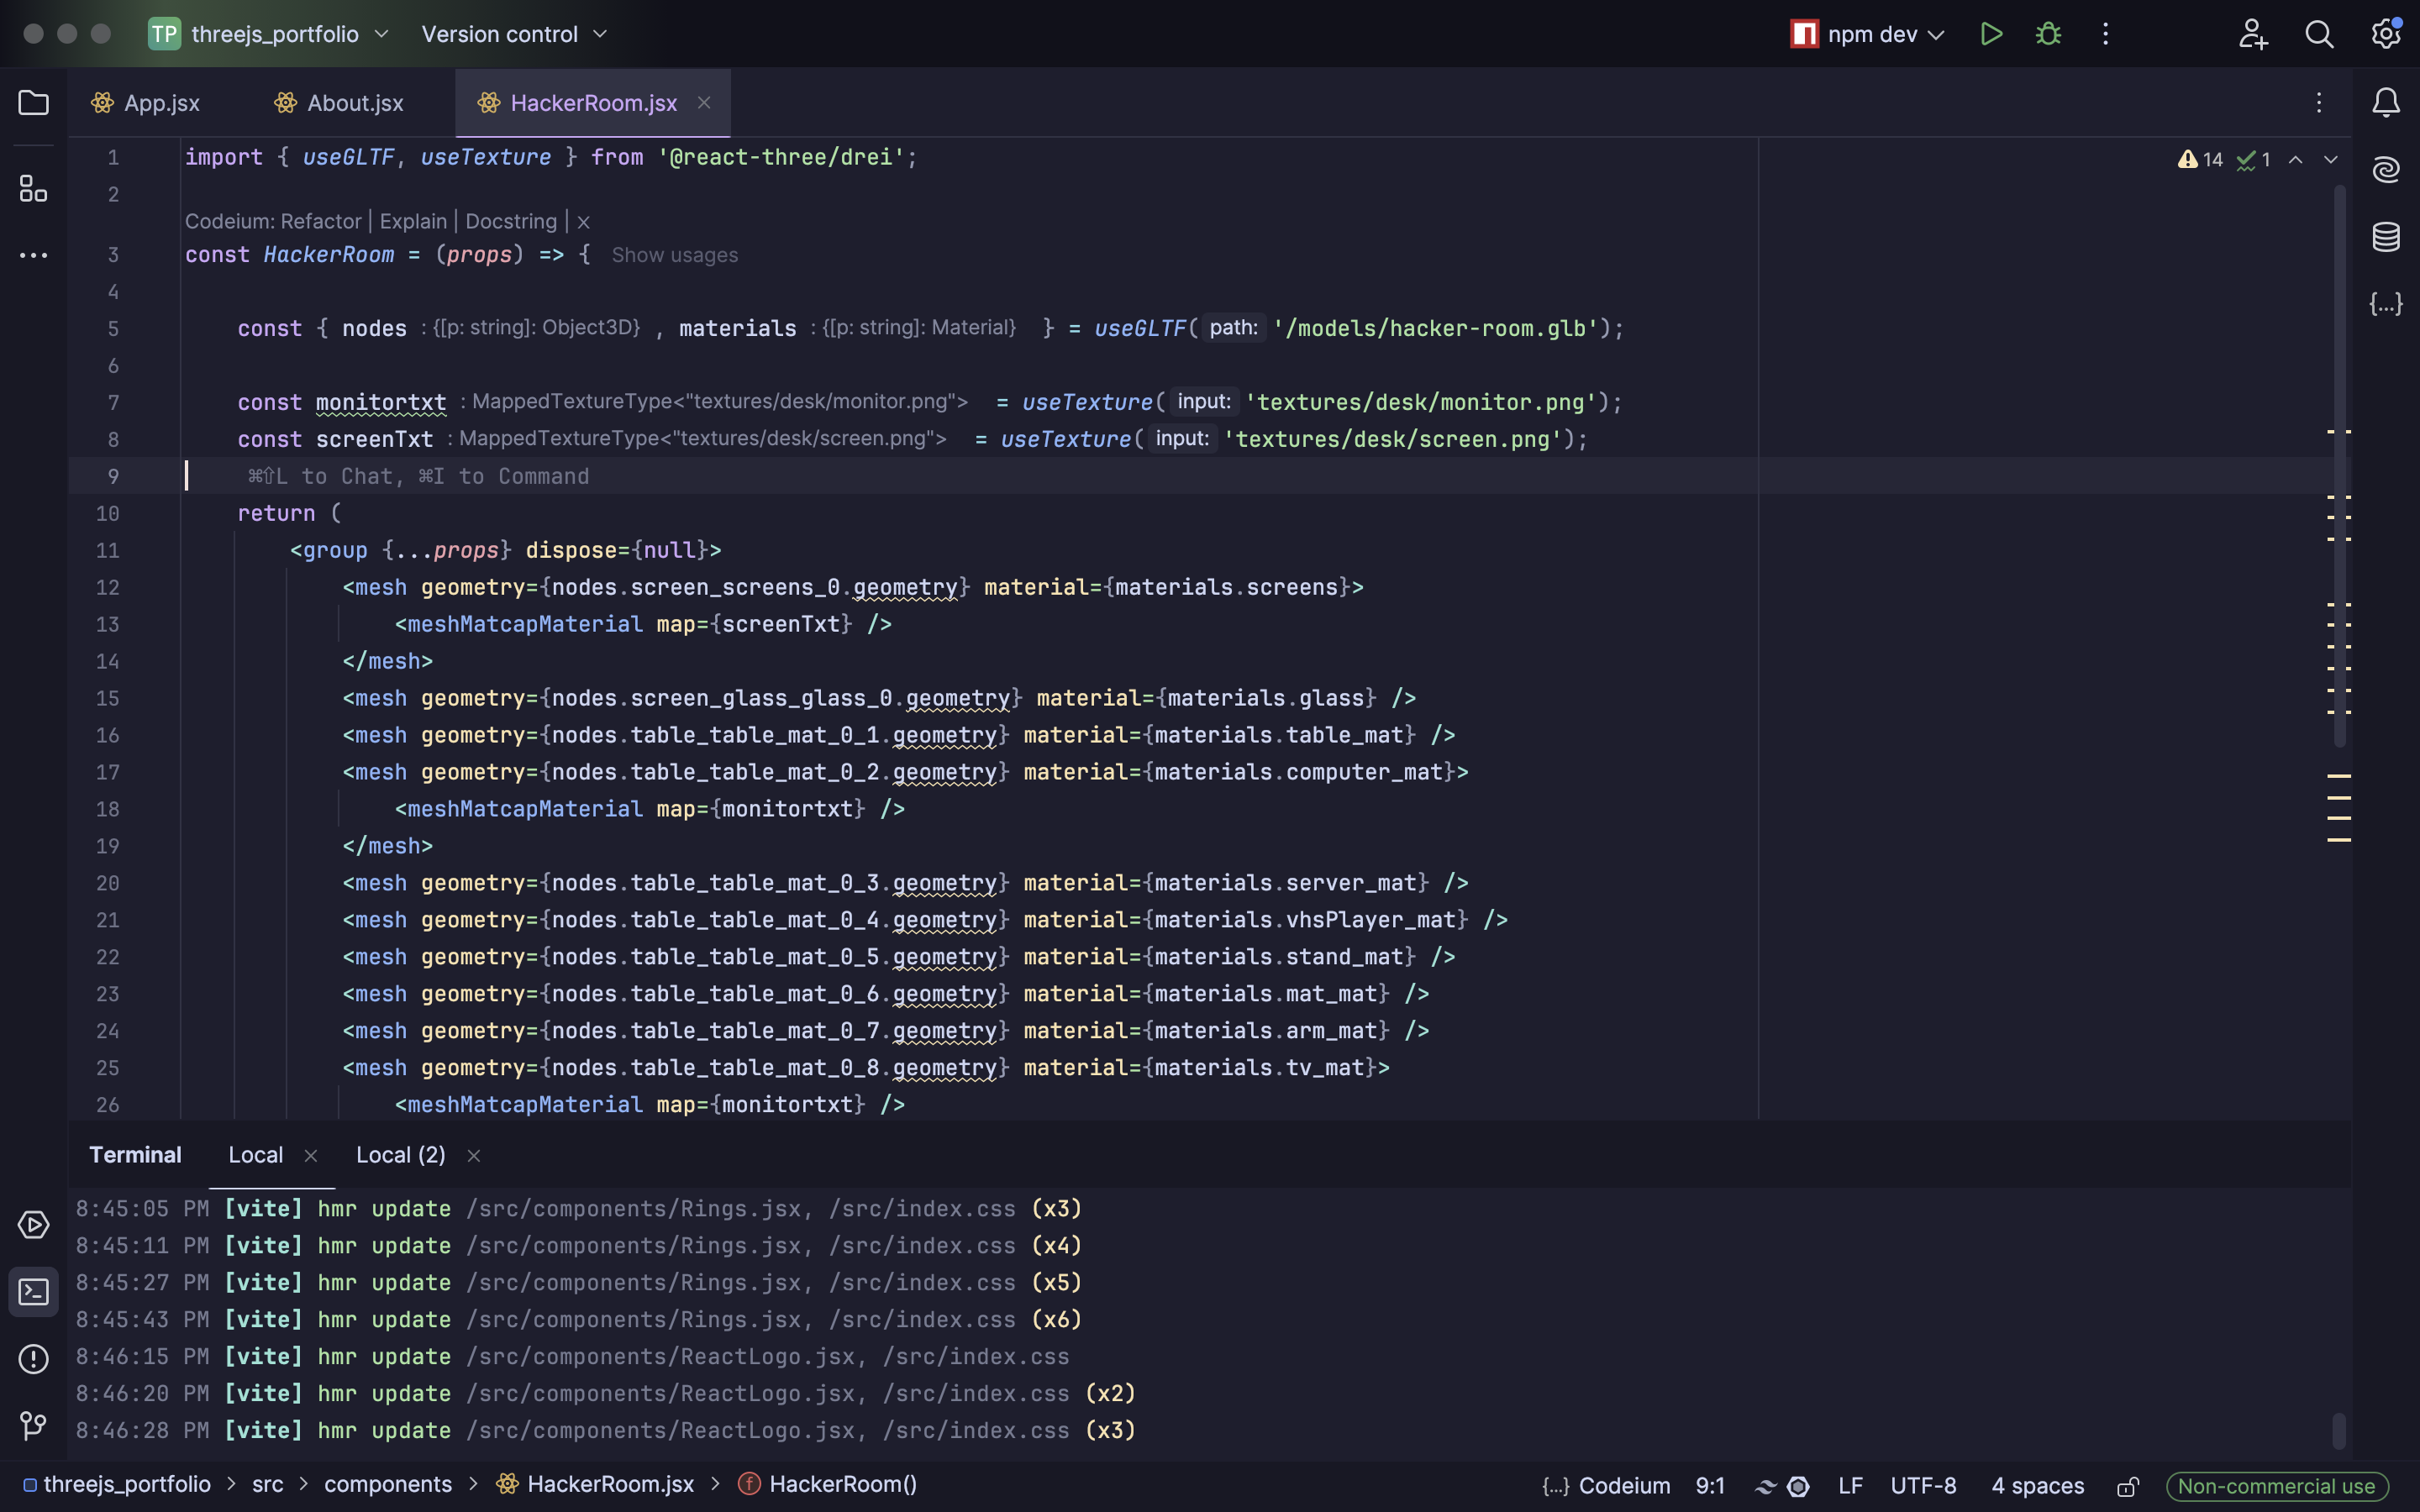 TP threejs_portfolio Version control npm dev
App.jsx About.jsx HackerRoom.jsx
1 import { useGLTF, useTexture } from '@react-three/drei'; 14 1
2
Codeium: Refactor | Explain | Docstring | X
3 const HackerRoom = (props) => { Show usages
4
5 const { nodes : {[p: string]: Object3D} , materials : {[p: string]: Material} } = useGLTF( path: '/models/hacker-room.glb');
6
7 const monitortxt : MappedTextureType<"textures/desk/monitor.png"> = useTexture( input: 'textures/desk/monitor.png');
8 const screenTxt : MappedTextureType<"textures/desk/screen.png"> = useTexture( input: 'textures/desk/screen.png');
9 ⌘⇧L to Chat, ⌘I to Command
10 return (
11 <group {...props} dispose={null}>
12 <mesh geometry={nodes.screen_screens_0.geometry} material={materials.screens}>
13 <meshMatcapMaterial map={screenTxt} />
14 </mesh>
15 <mesh geometry={nodes.screen_glass_glass_0.geometry} material={materials.glass} />
16 <mesh geometry={nodes.table_table_mat_0_1.geometry} material={materials.table_mat} />
17 <mesh geometry={nodes.table_table_mat_0_2.geometry} material={materials.computer_mat}>
18 <meshMatcapMaterial map={monitortxt} />
19 </mesh>
20 <mesh geometry={nodes.table_table_mat_0_3.geometry} material={materials.server_mat} />
21 <mesh geometry={nodes.table_table_mat_0_4.geometry} material={materials.vhsPlayer_mat} />
22 <mesh geometry={nodes.table_table_mat_0_5.geometry} material={materials.stand_mat} />
23 <mesh geometry={nodes.table_table_mat_0_6.geometry} material={materials.mat_mat} />
24 <mesh geometry={nodes.table_table_mat_0_7.geometry} material={materials.arm_mat} />
25 <mesh geometry={nodes.table_table_mat_0_8.geometry} material={materials.tv_mat}>
26 <meshMatcapMaterial map={monitortxt} />
Terminal Local Local (2)
8:45:05 PM [vite] hmr update /src/components/Rings.jsx, /src/index.css (x3)
8:45:11 PM [vite] hmr update /src/components/Rings.jsx, /src/index.css (x4)
8:45:27 PM [vite] hmr update /src/components/Rings.jsx, /src/index.css (x5)
8:45:43 PM [vite] hmr update /src/components/Rings.jsx, /src/index.css (x6)
8:46:15 PM [vite] hmr update /src/components/ReactLogo.jsx, /src/index.css
8:46:20 PM [vite] hmr update /src/components/ReactLogo.jsx, /src/index.css (x2)
8:46:28 PM [vite] hmr update /src/components/ReactLogo.jsx, /src/index.css (x3)
threejs_portfolio > src > components > HackerRoom.jsx > f HackerRoom() {...} Codeium 9:1 LF UTF-8 4 spaces Non-commercial use